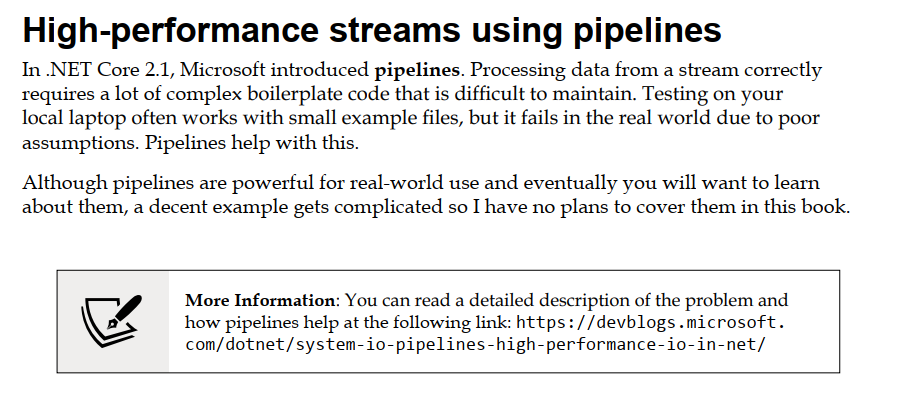 High-performance streams using pipelines
In .NET Core 2.1, Microsoft introduced pipelines. Processing data from a stream correctly
requires a lot of complex boilerplate code that is difficult to maintain. Testing on your
local laptop often works with small example files, but it fails in the real world due to poor
assumptions. Pipelines help with this.
Although pipelines are powerful for real-world use and eventually you will want to learn
about them, a decent example gets complicated so I have no plans to cover them in this book.
More Information: You can read a detailed description of the problem and
how pipelines help at the following link: https://devblogs.microsoft.
com/dotnet/system-io-pipelines-high-performance-io-in-net/